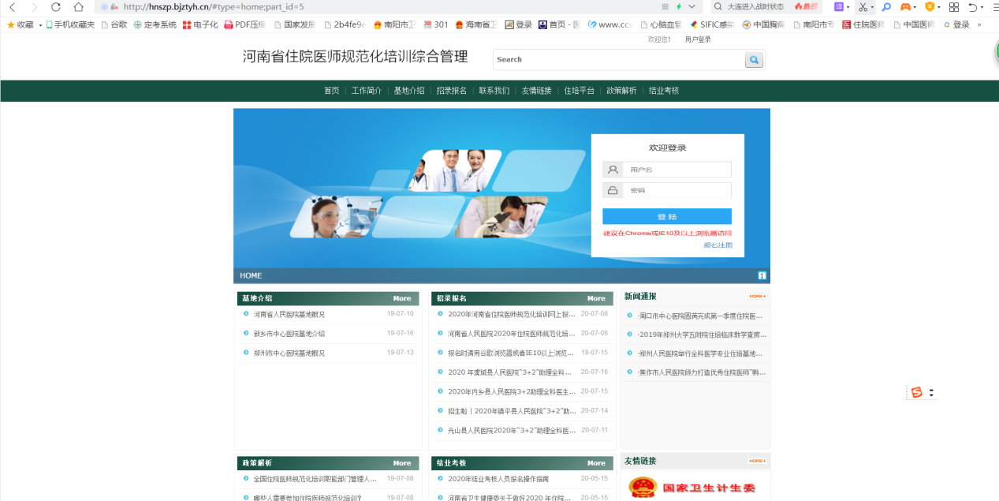 http://hnszp.bjztyh.cn/#type=home;part_id=5
大连进入战时状态
译
收藏 手机收藏夹 谷歌 定考系统 电子化 PDF压缩 国家发展 2b4fe9 南阳市卫 301 海南省卫 登录 首页 - 医 www.ccs 心脑血管 SIFIC感染 中国胸痛 南阳市专 住院医师 中国医师 登录 »
欢迎您! 用户登录
河南省住院医师规范化培训综合管理
Search
首页 工作简介 基地介绍 招录报名 联系我们 友情链接 住培平台 政策解析 结业考核
欢迎登录
用户名
密码
登 陆
建议在Chrome或IE10及以上浏览器访问
报名注册
HOME
1
基地介绍 More
河南省人民医院基地概况 19-07-10
新乡市中心医院基地介绍 19-07-16
郑州市中心医院基地概况 19-07-13
招录报名 More
2020年河南省住院医师规范化培训网上报... 20-07-08
河南省人民医院2020年住院医师规范化培... 20-07-06
报名时请用谷歌浏览器或者IE10以上浏览... 19-07-15
2020 年虞城县人民医院“3+2”助理全科... 20-07-16
2020年内乡县人民医院3+2助理全科医生... 20-07-15
招生啦 | 2020年镇平县人民医院“3+2”助... 20-07-14
光山县人民医院2020年“3+2”助理全科医... 20-07-11
新闻通报 MORE
·周口市中心医院圆满完成第一季度住院医...
·2019年郑州大学五附院住培临床教学查房...
·郑州人民医院举行全科医学专业住培基地...
·焦作市人民医院倾力打造优秀住院医师“孵...
政策解析 More
全国住院医师规范化培训职能部门管理人... 19-07-08
哪些人需要参加住院医师规范化培训? 19-07-08
结业考核 More
2020年结业考核人员报名操作指南 20-05-15
河南省卫生健康委关于做好2020 年住院... 20-05-15
友情链接 MORE
国家卫生计生委